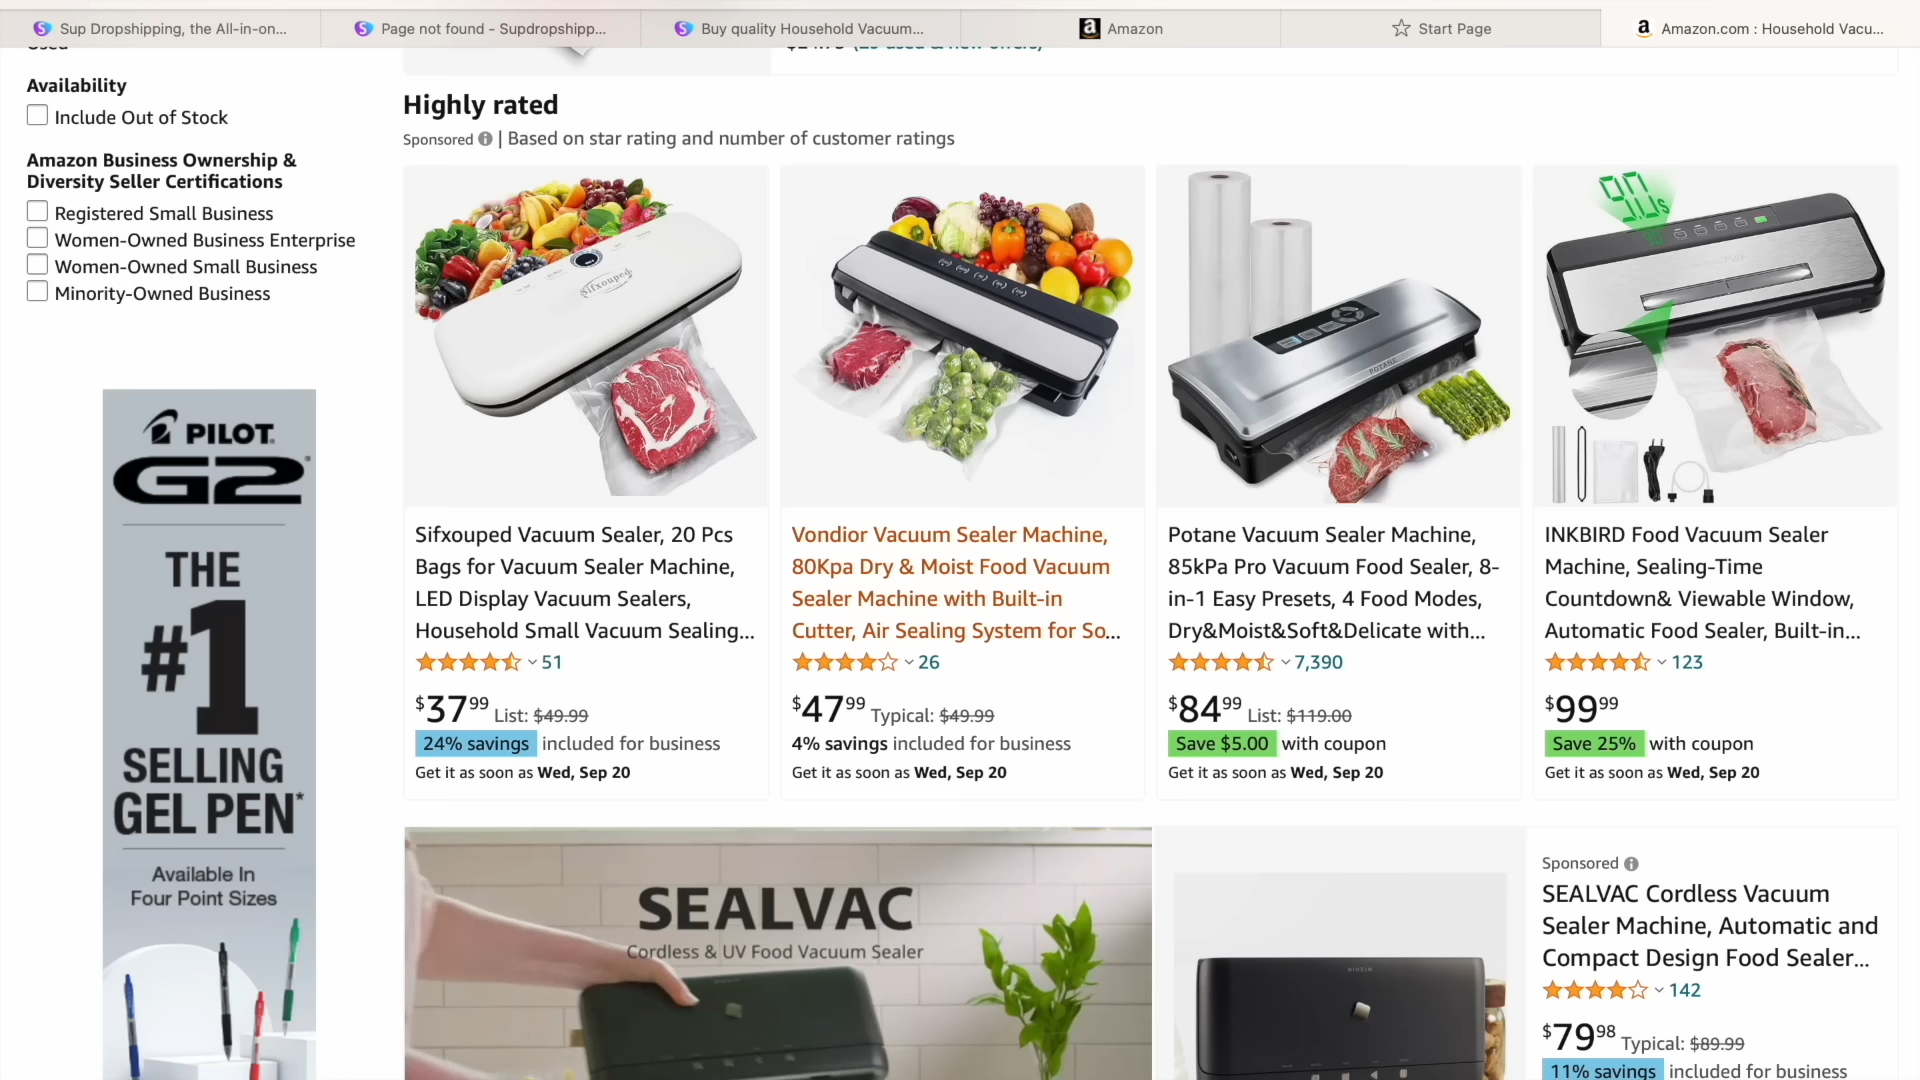 Sup Dropshipping, the All-in-on...
Page not found - Supdropshipp...
Buy quality Household Vacuum...
Amazon
Start Page
Amazon.com : Household Vacu...
Availability
Include Out of Stock
Amazon Business Ownership &
Diversity Seller Certifications
Registered Small Business
Women-Owned Business Enterprise
Women-Owned Small Business
Minority-Owned Business
PILOT
G2
THE
#1
SELLING
GEL PEN*
Available In
Four Point Sizes
Highly rated
Sponsored | Based on star rating and number of customer ratings
Sifxouped
Sifxouped Vacuum Sealer, 20 Pcs
Bags for Vacuum Sealer Machine,
LED Display Vacuum Sealers,
Household Small Vacuum Sealing...
51
$37.99 List: $49.99
24% savings included for business
Get it as soon as Wed, Sep 20
Vondior Vacuum Sealer Machine,
80Kpa Dry & Moist Food Vacuum
Sealer Machine with Built-in
Cutter, Air Sealing System for So...
26
$47.99 Typical: $49.99
4% savings included for business
Get it as soon as Wed, Sep 20
POTANE
Potane Vacuum Sealer Machine,
85kPa Pro Vacuum Food Sealer, 8-
in-1 Easy Presets, 4 Food Modes,
Dry&Moist&Soft&Delicate with...
7,390
$84.99 List: $119.00
Save $5.00 with coupon
Get it as soon as Wed, Sep 20
INKBIRD Food Vacuum Sealer
Machine, Sealing-Time
Countdown& Viewable Window,
Automatic Food Sealer, Built-in...
123
$99.99
Save 25% with coupon
Get it as soon as Wed, Sep 20
SEALVAC
Cordless & UV Food Vacuum Sealer
Sponsored
SEALVAC Cordless Vacuum
Sealer Machine, Automatic and
Compact Design Food Sealer...
142
$79.98 Typical: $89.99
11% savings included for business